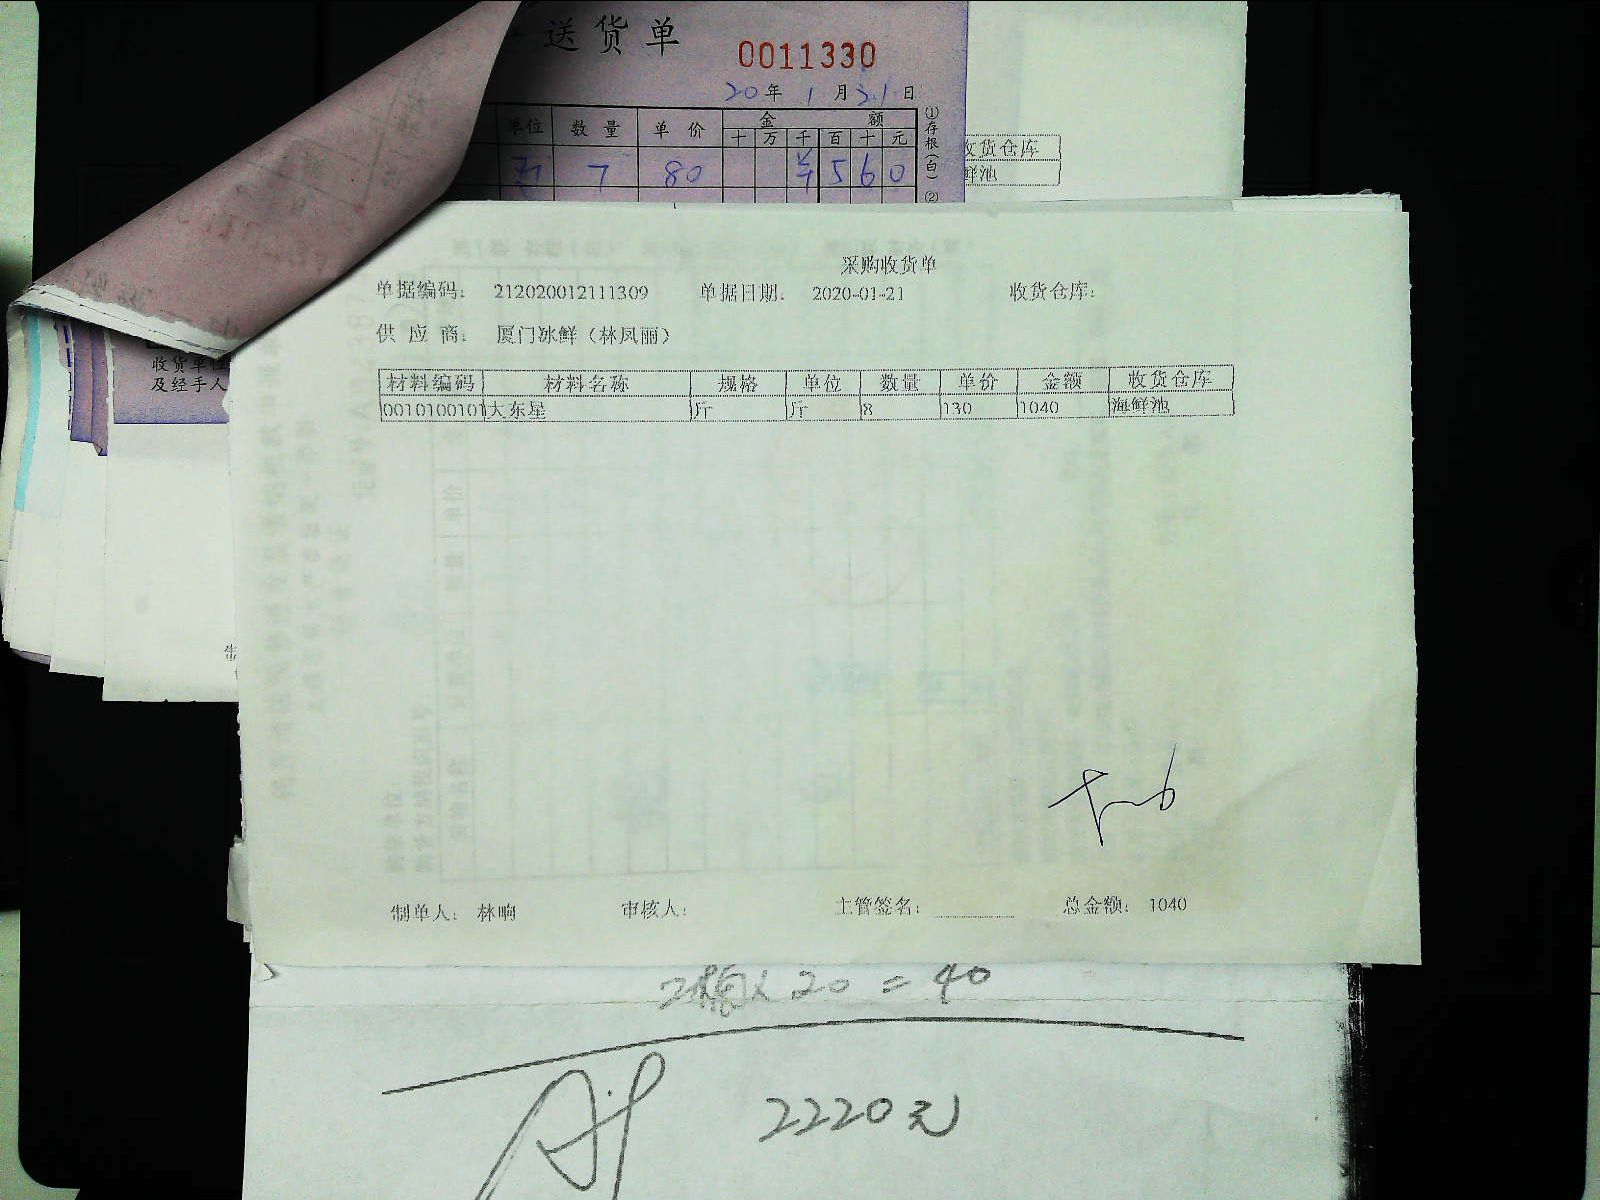 送货单
0011330
20年1月21日
单位 数量 单价 金额
十 万 千 百 十 元
斤 7 80 ¥ 5 6 0
①存根(白)
②
收货仓库
鲜池
采购收货单
单据编码: 212020012111309 单据日期: 2020-01-21 收货仓库:
供应商: 厦门冰鲜(林凤丽)
材料编码 材料名称 规格 单位 数量 单价 金额 收货仓库
0010100101 大东星 斤 斤 8 130 1040 海鲜池
收货单位
及经手人
制单人: 林响 审核人: 主管签名: 总金额: 1040
2箱×20=40
2220元